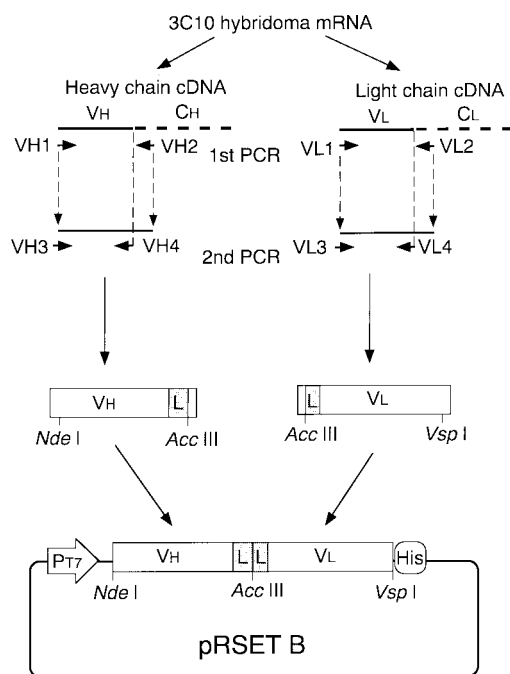 3C10 hybridoma mRNA
Heavy chain cDNA
Light chain cDNA
VH CH
VL CL
VH1 VH2 1st PCR VL1 VL2
VH3 VH4 2nd PCR VL3 VL4
VH L
L VL
Nde I Acc III
Acc III Vsp I
PT7 VH L L VL His
Nde I Acc III Vsp I
pRSET B